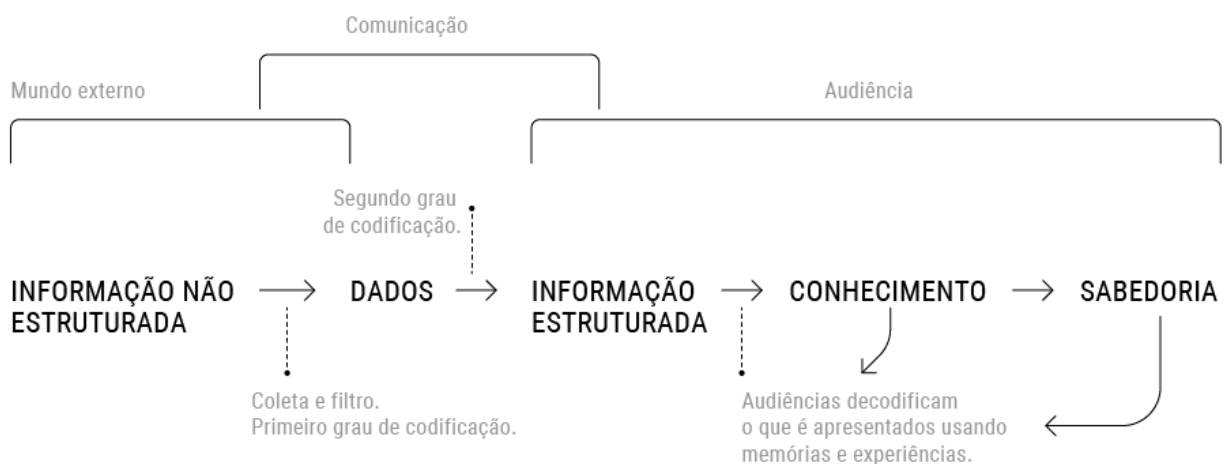 Comunicação
Mundo externo
Audiência
Segundo grau
de codificação.
INFORMAÇÃO NÃO
ESTRUTURADA
DADOS
INFORMAÇÃO
ESTRUTURADA
CONHECIMENTO
SABEDORIA
Coleta e filtro.
Primeiro grau de codificação.
Audiências decodificam
o que é apresentados usando
memórias e experiências.